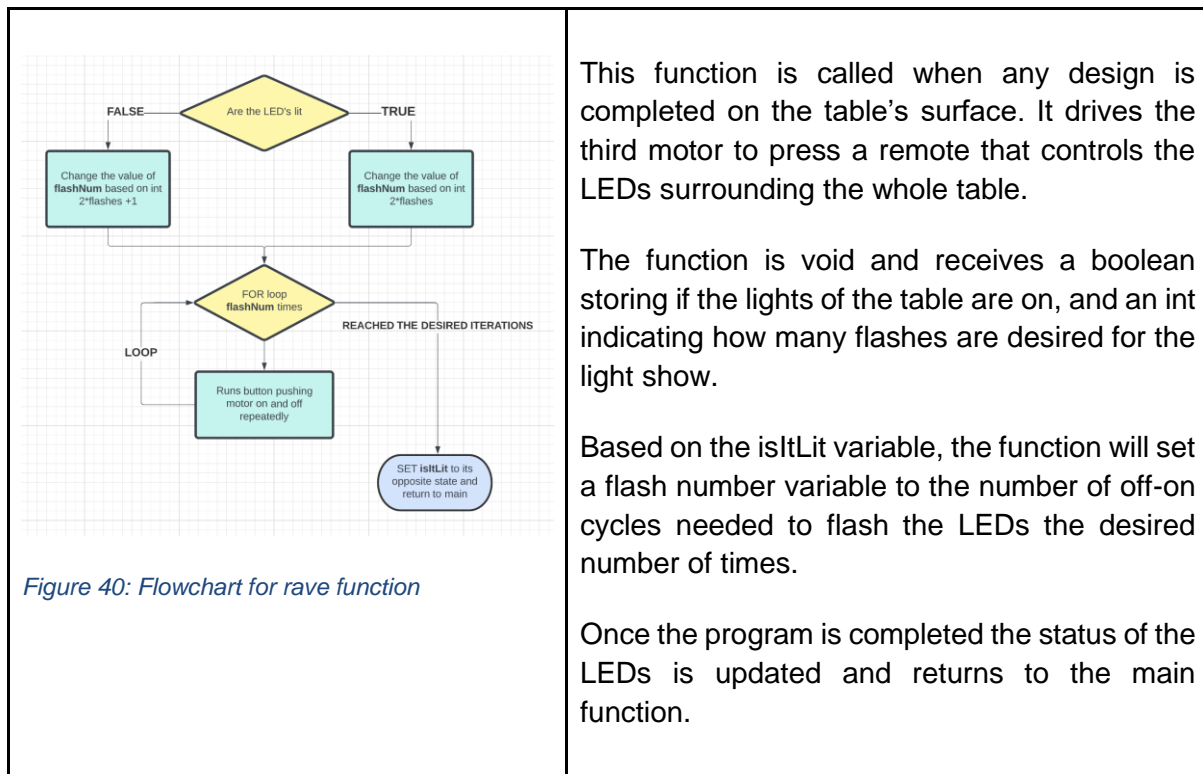 Are the LED's lit
FALSE
TRUE
Change the value of
flashNum based on int
2*flashes +1
Change the value of
flashNum based on int
2*flashes
FOR loop
flashNum times
REACHED THE DESIRED ITERATIONS
LOOP
Runs button pushing
motor on and off
repeatedly
SET isItLit to its
opposite state and
return to main
Figure 40: Flowchart for rave function
This function is called when any design is
completed on the table’s surface. It drives the
third motor to press a remote that controls the
LEDs surrounding the whole table.
The function is void and receives a boolean
storing if the lights of the table are on, and an int
indicating how many flashes are desired for the
light show.
Based on the isItLit variable, the function will set
a flash number variable to the number of off-on
cycles needed to flash the LEDs the desired
number of times.
Once the program is completed the status of the
LEDs is updated and returns to the main
function.